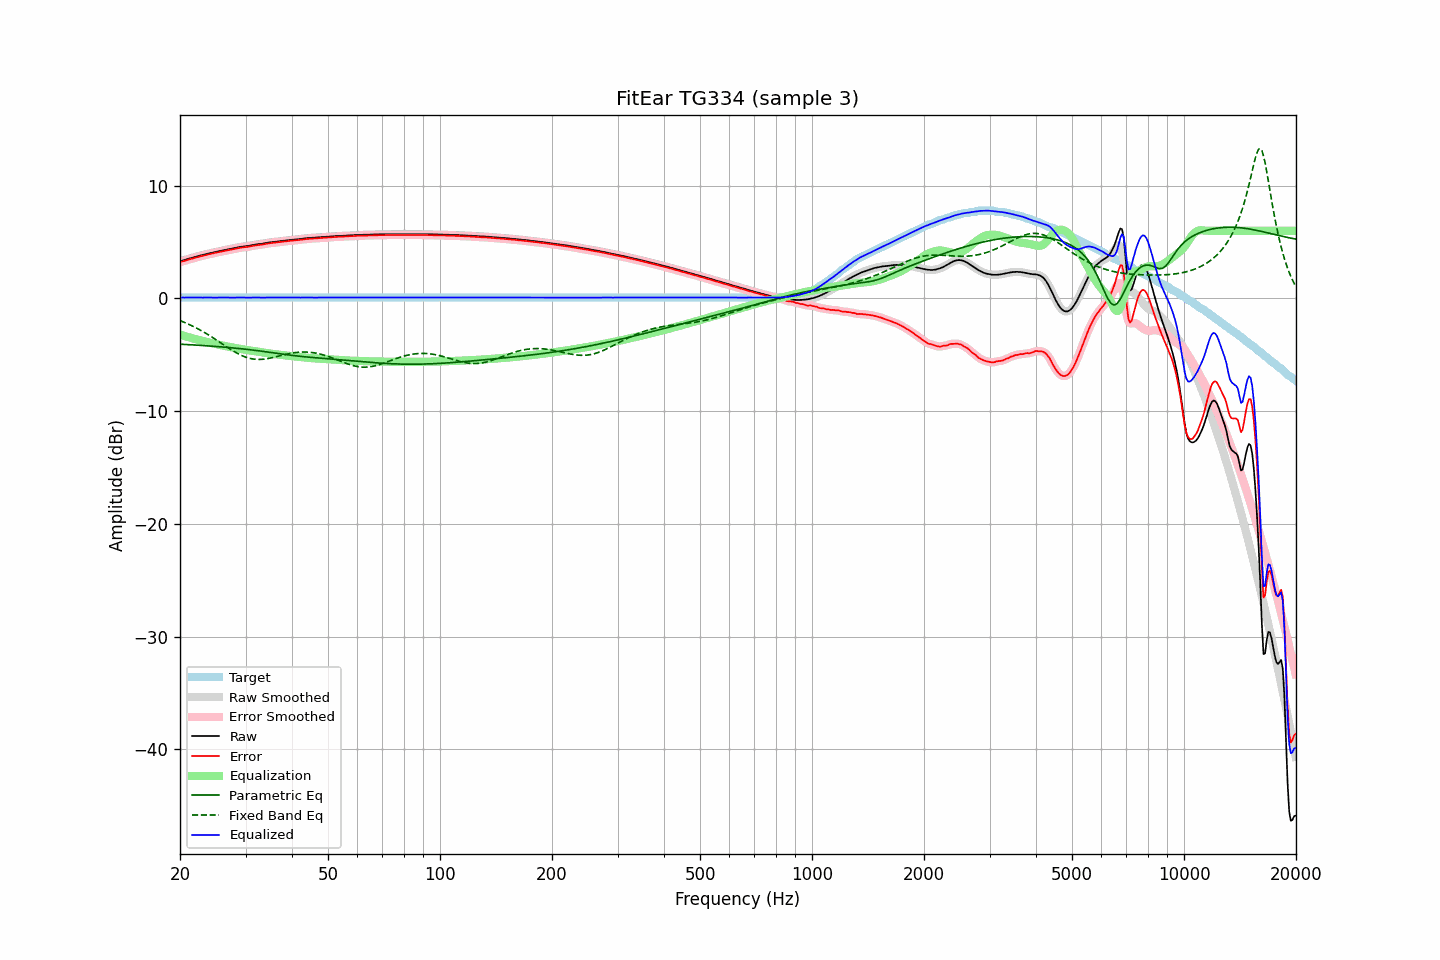 FitEar TG334 (sample 3)
10
0
−10
−20
−30
−40
Amplitude (dBr)
Target
Raw Smoothed
Error Smoothed
Raw
Error
Equalization
Parametric Eq
Fixed Band Eq
Equalized
20 50 100 200 500 1000 2000 5000 10000 20000
Frequency (Hz)